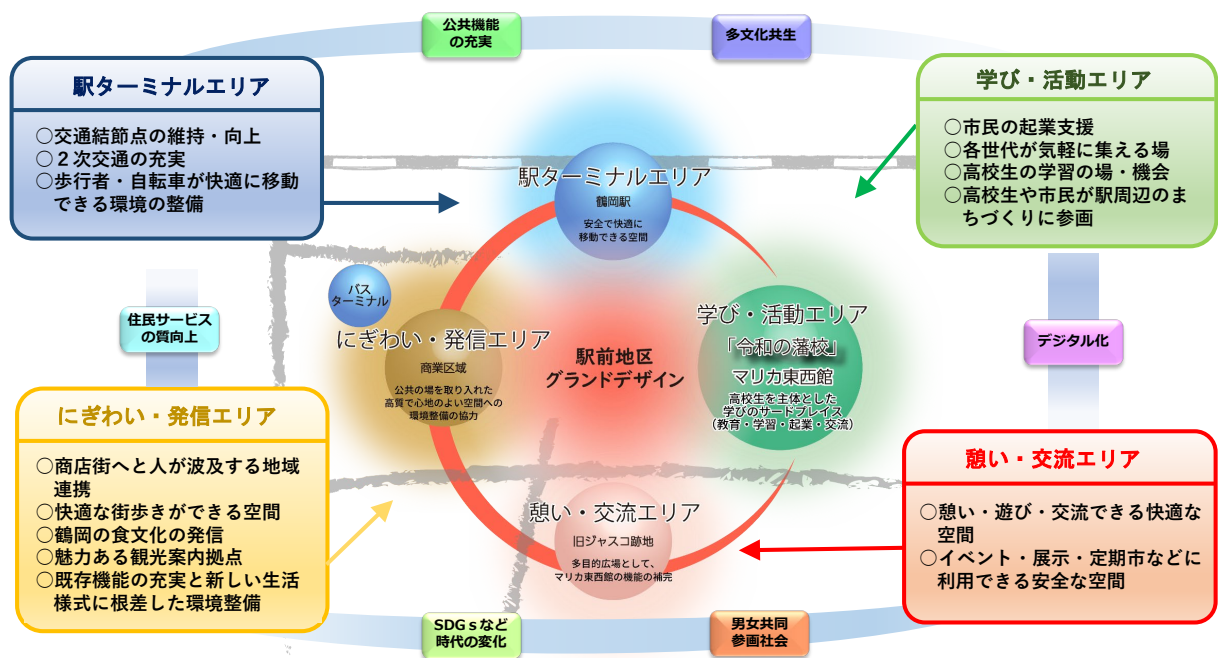 公共機能
の充実
多文化共生
駅ターミナルエリア
○交通結節点の維持・向上
○２次交通の充実
○歩行者・自転車が快適に移動
できる環境の整備
学び・活動エリア
○市民の起業支援
○各世代が気軽に集える場
○高校生の学習の場・機会
○高校生や市民が駅周辺のま
ちづくりに参画
駅ターミナルエリア
鶴岡駅
安全で快適に
移動できる空間
バス
ターミナル
にぎわい・発信エリア
商業区域
公共の場を取り入れた
高質で心地のよい空間への
環境整備の協力
駅前地区
グランドデザイン
学び・活動エリア
「令和の藩校」
マリカ東西館
高校生を主体とした
学びのサードプレイス
（教育・学習・起業・交流）
住民サービス
の質向上
デジタル化
にぎわい・発信エリア
○商店街へと人が波及する地域
連携
○快適な街歩きができる空間
○鶴岡の食文化の発信
○魅力ある観光案内拠点
○既存機能の充実と新しい生活
様式に根差した環境整備
憩い・交流エリア
旧ジャスコ跡地
多目的広場として、
マリカ東西館の機能の補完
憩い・交流エリア
○憩い・遊び・交流できる快適な
空間
○イベント・展示・定期市などに
利用できる安全な空間
SDGｓなど
時代の変化
男女共同
参画社会